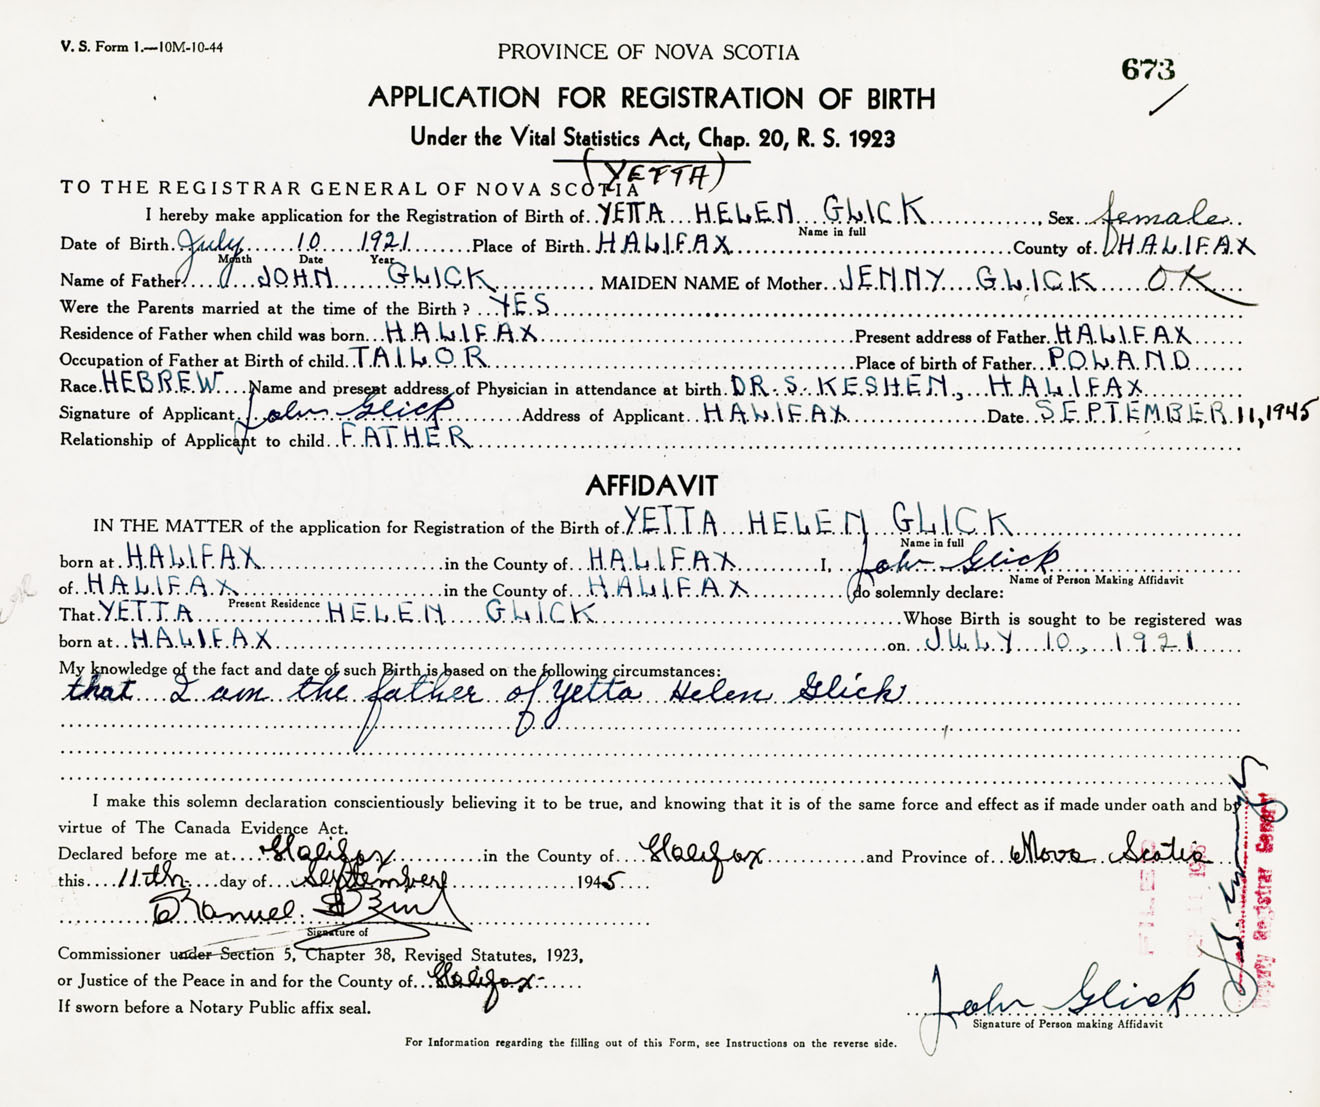 V. S. Form 1.—10M-10-44
PROVINCE OF NOVA SCOTIA
673
APPLICATION FOR REGISTRATION OF BIRTH
Under the Vital Statistics Act, Chap. 20, R. S. 1923
(YETTA)
TO THE REGISTRAR GENERAL OF NOVA SCOTIA
I hereby make application for the Registration of Birth of YETTA HELEN GLICK, Sex female
Name in full
Date of Birth July 10 1921 Place of Birth HALIFAX County of HALIFAX
Month Date Year
Name of Father JOHN GLICK MAIDEN NAME of Mother JENNY GLICK OK
Were the Parents married at the time of the Birth ? YES
Residence of Father when child was born HALIFAX Present address of Father HALIFAX
Occupation of Father at Birth of child TAILOR Place of birth of Father POLAND
Race HEBREW Name and present address of Physician in attendance at birth DR. S. KESHEN, HALIFAX
Signature of Applicant John Glick Address of Applicant HALIFAX Date SEPTEMBER 11, 1945
Relationship of Applicant to child FATHER
AFFIDAVIT
IN THE MATTER of the application for Registration of the Birth of YETTA HELEN GLICK
Name in full
born at HALIFAX in the County of HALIFAX I, John Glick
Name of Person Making Affidavit
of HALIFAX in the County of HALIFAX do solemnly declare:
Present Residence
That YETTA HELEN GLICK Whose Birth is sought to be registered was
born at HALIFAX on JULY 10, 1921
My knowledge of the fact and date of such Birth is based on the following circumstances:
that I am the father of Yetta Helen Glick
I make this solemn declaration conscientiously believing it to be true, and knowing that it is of the same force and effect as if made under oath and by
virtue of The Canada Evidence Act.
Declared before me at Halifax in the County of Halifax and Province of Nova Scotia
this 11th day of September 1945
Signature of
Commissioner under Section 5, Chapter 38, Revised Statutes, 1923,
or Justice of the Peace in and for the County of Halifax
If sworn before a Notary Public affix seal.
John Glick
Signature of Person making Affidavit
For Information regarding the filling out of this Form, see Instructions on the reverse side.
FILED
Deputy Registrar General